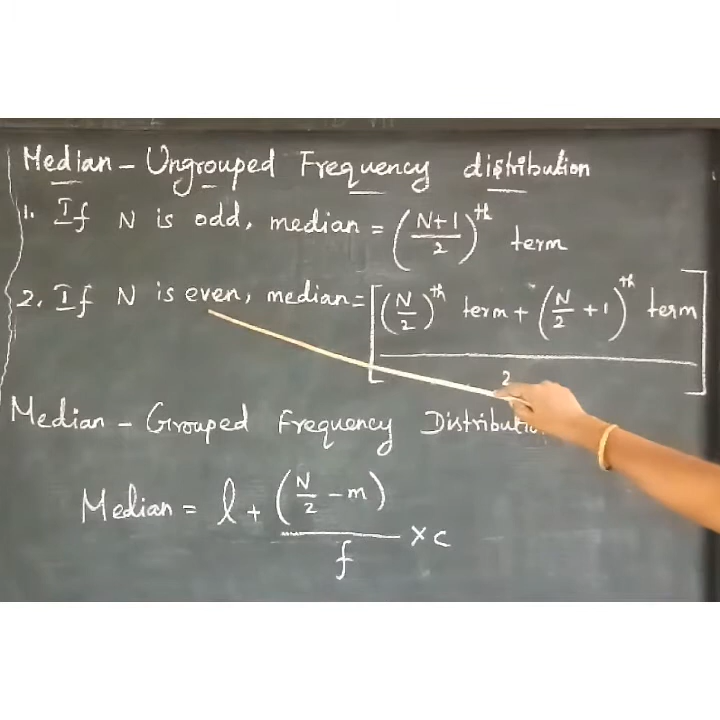 Median - Ungrouped Frequency distribution
1. If N is odd, median = (N+1/2)^th term
2. If N is even, median = [(N/2)^th term + (N/2 + 1)^th term / 2]
Median - Grouped Frequency
Median = l + (N/2 - m)/f × c